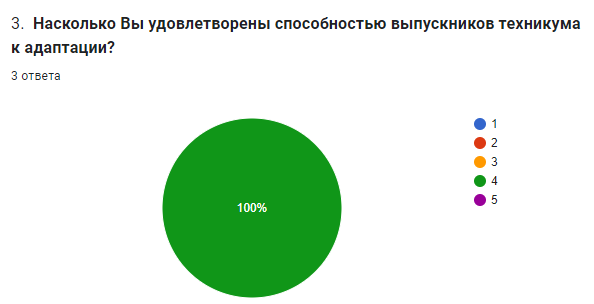 3. Насколько Вы удовлетворены способностью выпускников техникума
к адаптации?
3 ответа
100%
1
2
3
4
5